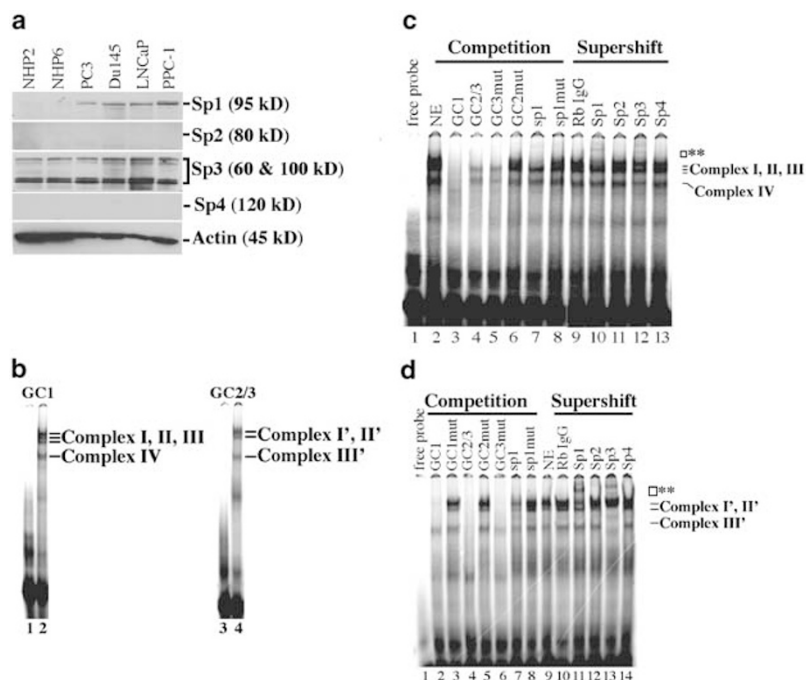 a
NHP2 NHP6 PC3 Du145 LNCaP PPC-1
Sp1 (95 kD)
Sp2 (80 kD)
Sp3 (60 & 100 kD)
Sp4 (120 kD)
Actin (45 kD)
b
GC1
Complex I, II, III
Complex IV
1 2
GC2/3
Complex I', II'
Complex III'
3 4
c
Competition Supershift
free probe NE GC1 GC2/3 GC3mut GC2mut sp1 sp1mut Rb IgG Sp1 Sp2 Sp3 Sp4
**
Complex I, II, III
Complex IV
1 2 3 4 5 6 7 8 9 10 11 12 13
d
Competition Supershift
free probe GC1 GC1mut GC2/3 GC2mut GC3mut sp1 sp1mut NE Rb IgG Sp1 Sp2 Sp3 Sp4
**
Complex I', II'
Complex III'
1 2 3 4 5 6 7 8 9 10 11 12 13 14